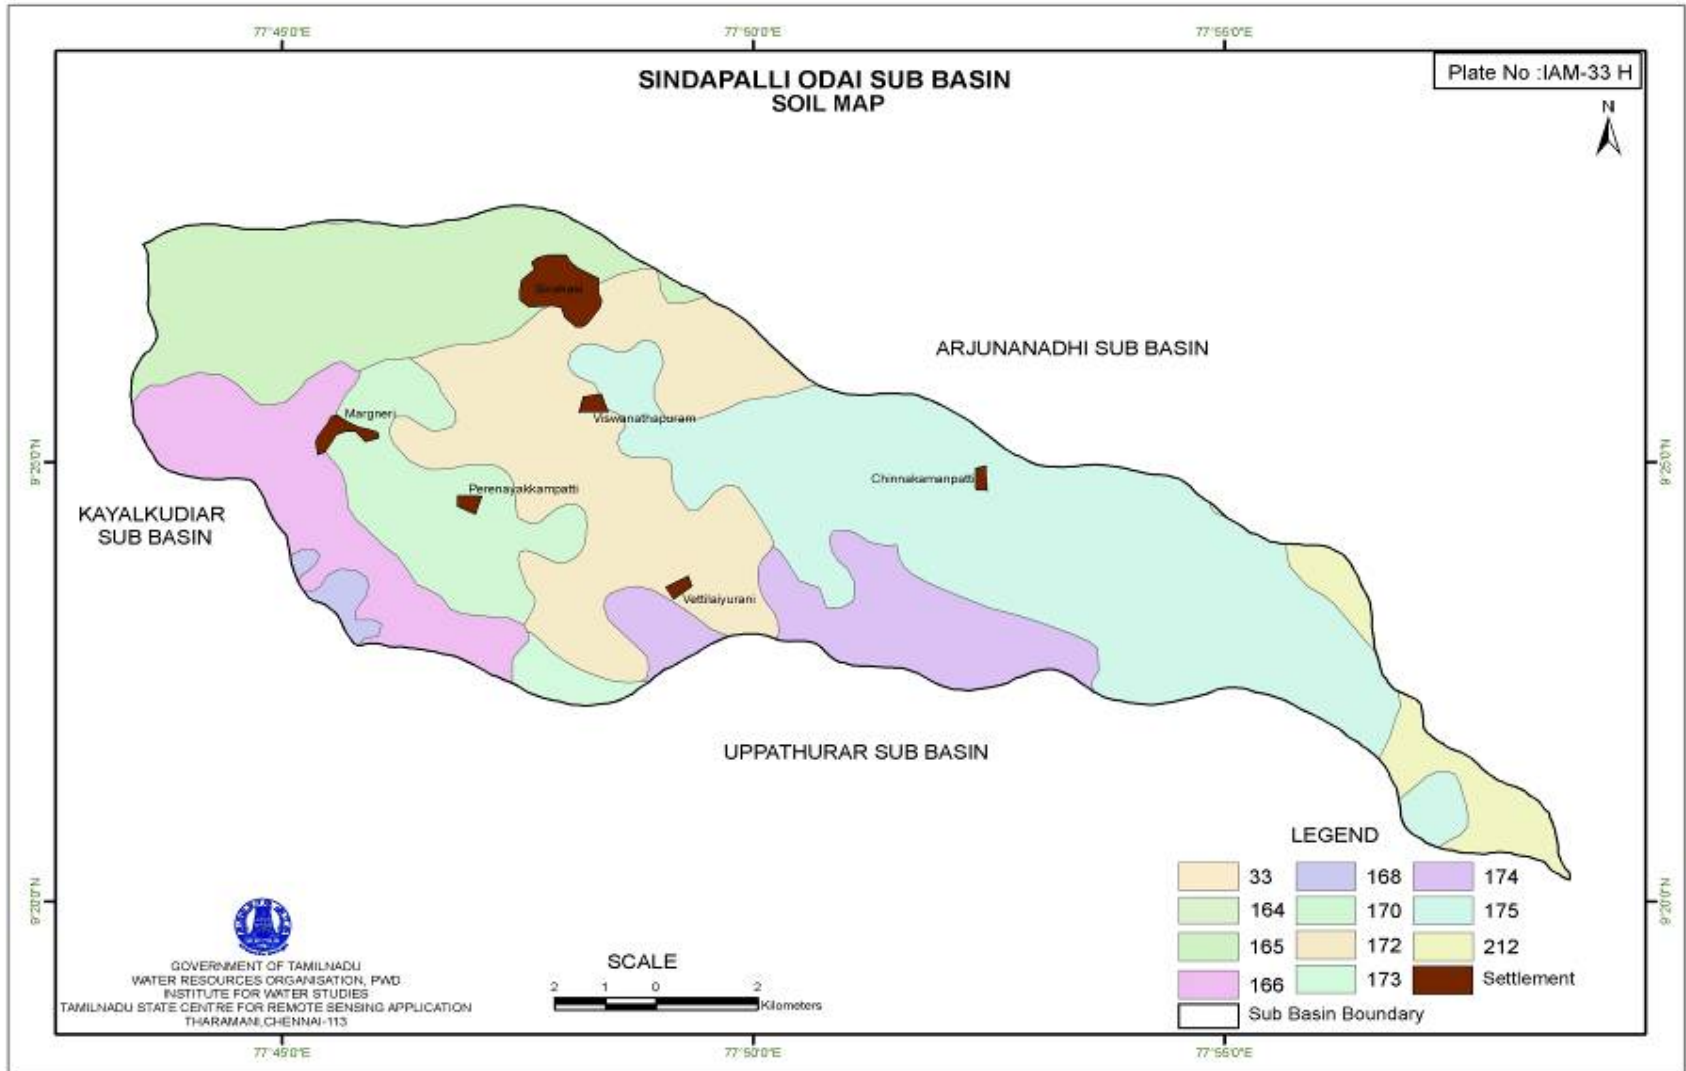 77°45'0"E
77°50'0"E
77°55'0"E
Plate No :IAM-33 H
SINDAPALLI ODAI SUB BASIN
SOIL MAP
N
Sivakasi
ARJUNANADHI SUB BASIN
Margneri
Viswanathapuram
9°25'0"N
9°25'0"N
Chinnakamanpatti
Perenayakkampatti
KAYALKUDIAR
SUB BASIN
Vettilaiyurani
UPPATHURAR SUB BASIN
LEGEND
33
168
174
164
170
175
165
172
212
166
173
Settlement
Sub Basin Boundary
9°20'0"N
9°20'0"N
GOVERNMENT OF TAMILNADU
WATER RESOURCES ORGANISATION, PWD
INSTITUTE FOR WATER STUDIES
TAMILNADU STATE CENTRE FOR REMOTE SENSING APPLICATION
THARAMANI,CHENNAI-113
SCALE
2 1 0 2
Kilometers
77°45'0"E
77°50'0"E
77°55'0"E